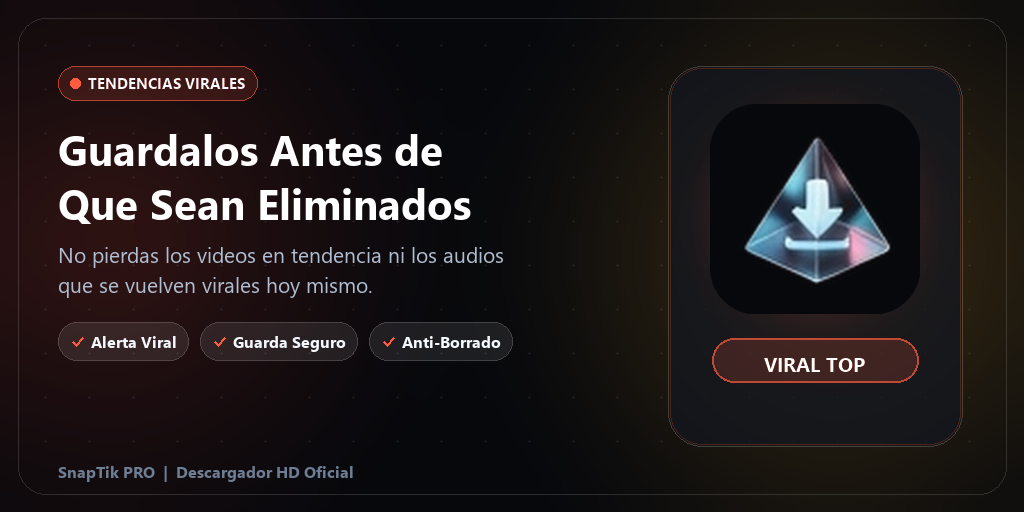 TENDENCIAS VIRALES
Guardalos Antes de
Que Sean Eliminados
No pierdas los videos en tendencia ni los audios
que se vuelven virales hoy mismo.
Alerta Viral
Guarda Seguro
Anti-Borrado
VIRAL TOP
SnapTik PRO | Descargador HD Oficial